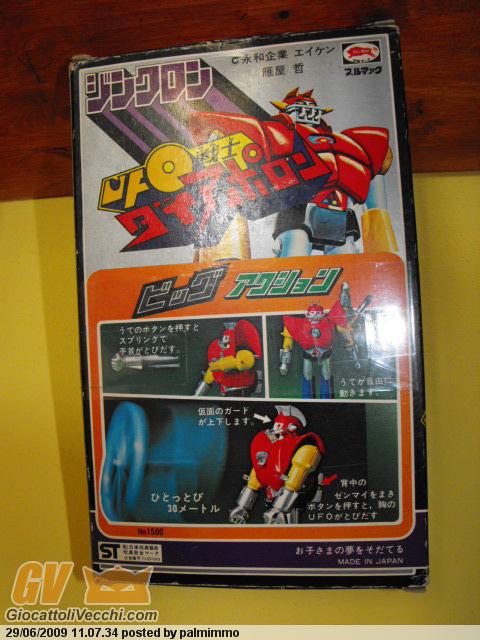 ジンクロン
C 永和企業 エイケン
雁屋 哲
ブルマァク
UFO戦士
ダイアポロン
ビッグ アクション
うでのボタンを押すと
スプリングで
手首がとびだす。
うでが自由に
動きます。
仮面のガード
が上下します。
ひとっとび
30メートル
背中の
ゼンマイをまき
ボタンを押すと,胸の
UFOがとびだす
No.1500
ST
お子さまの夢をそだてる
MADE IN JAPAN
GV
GiocattoliVecchi.com
29/06/2009 11.07.34 posted by palmimmo